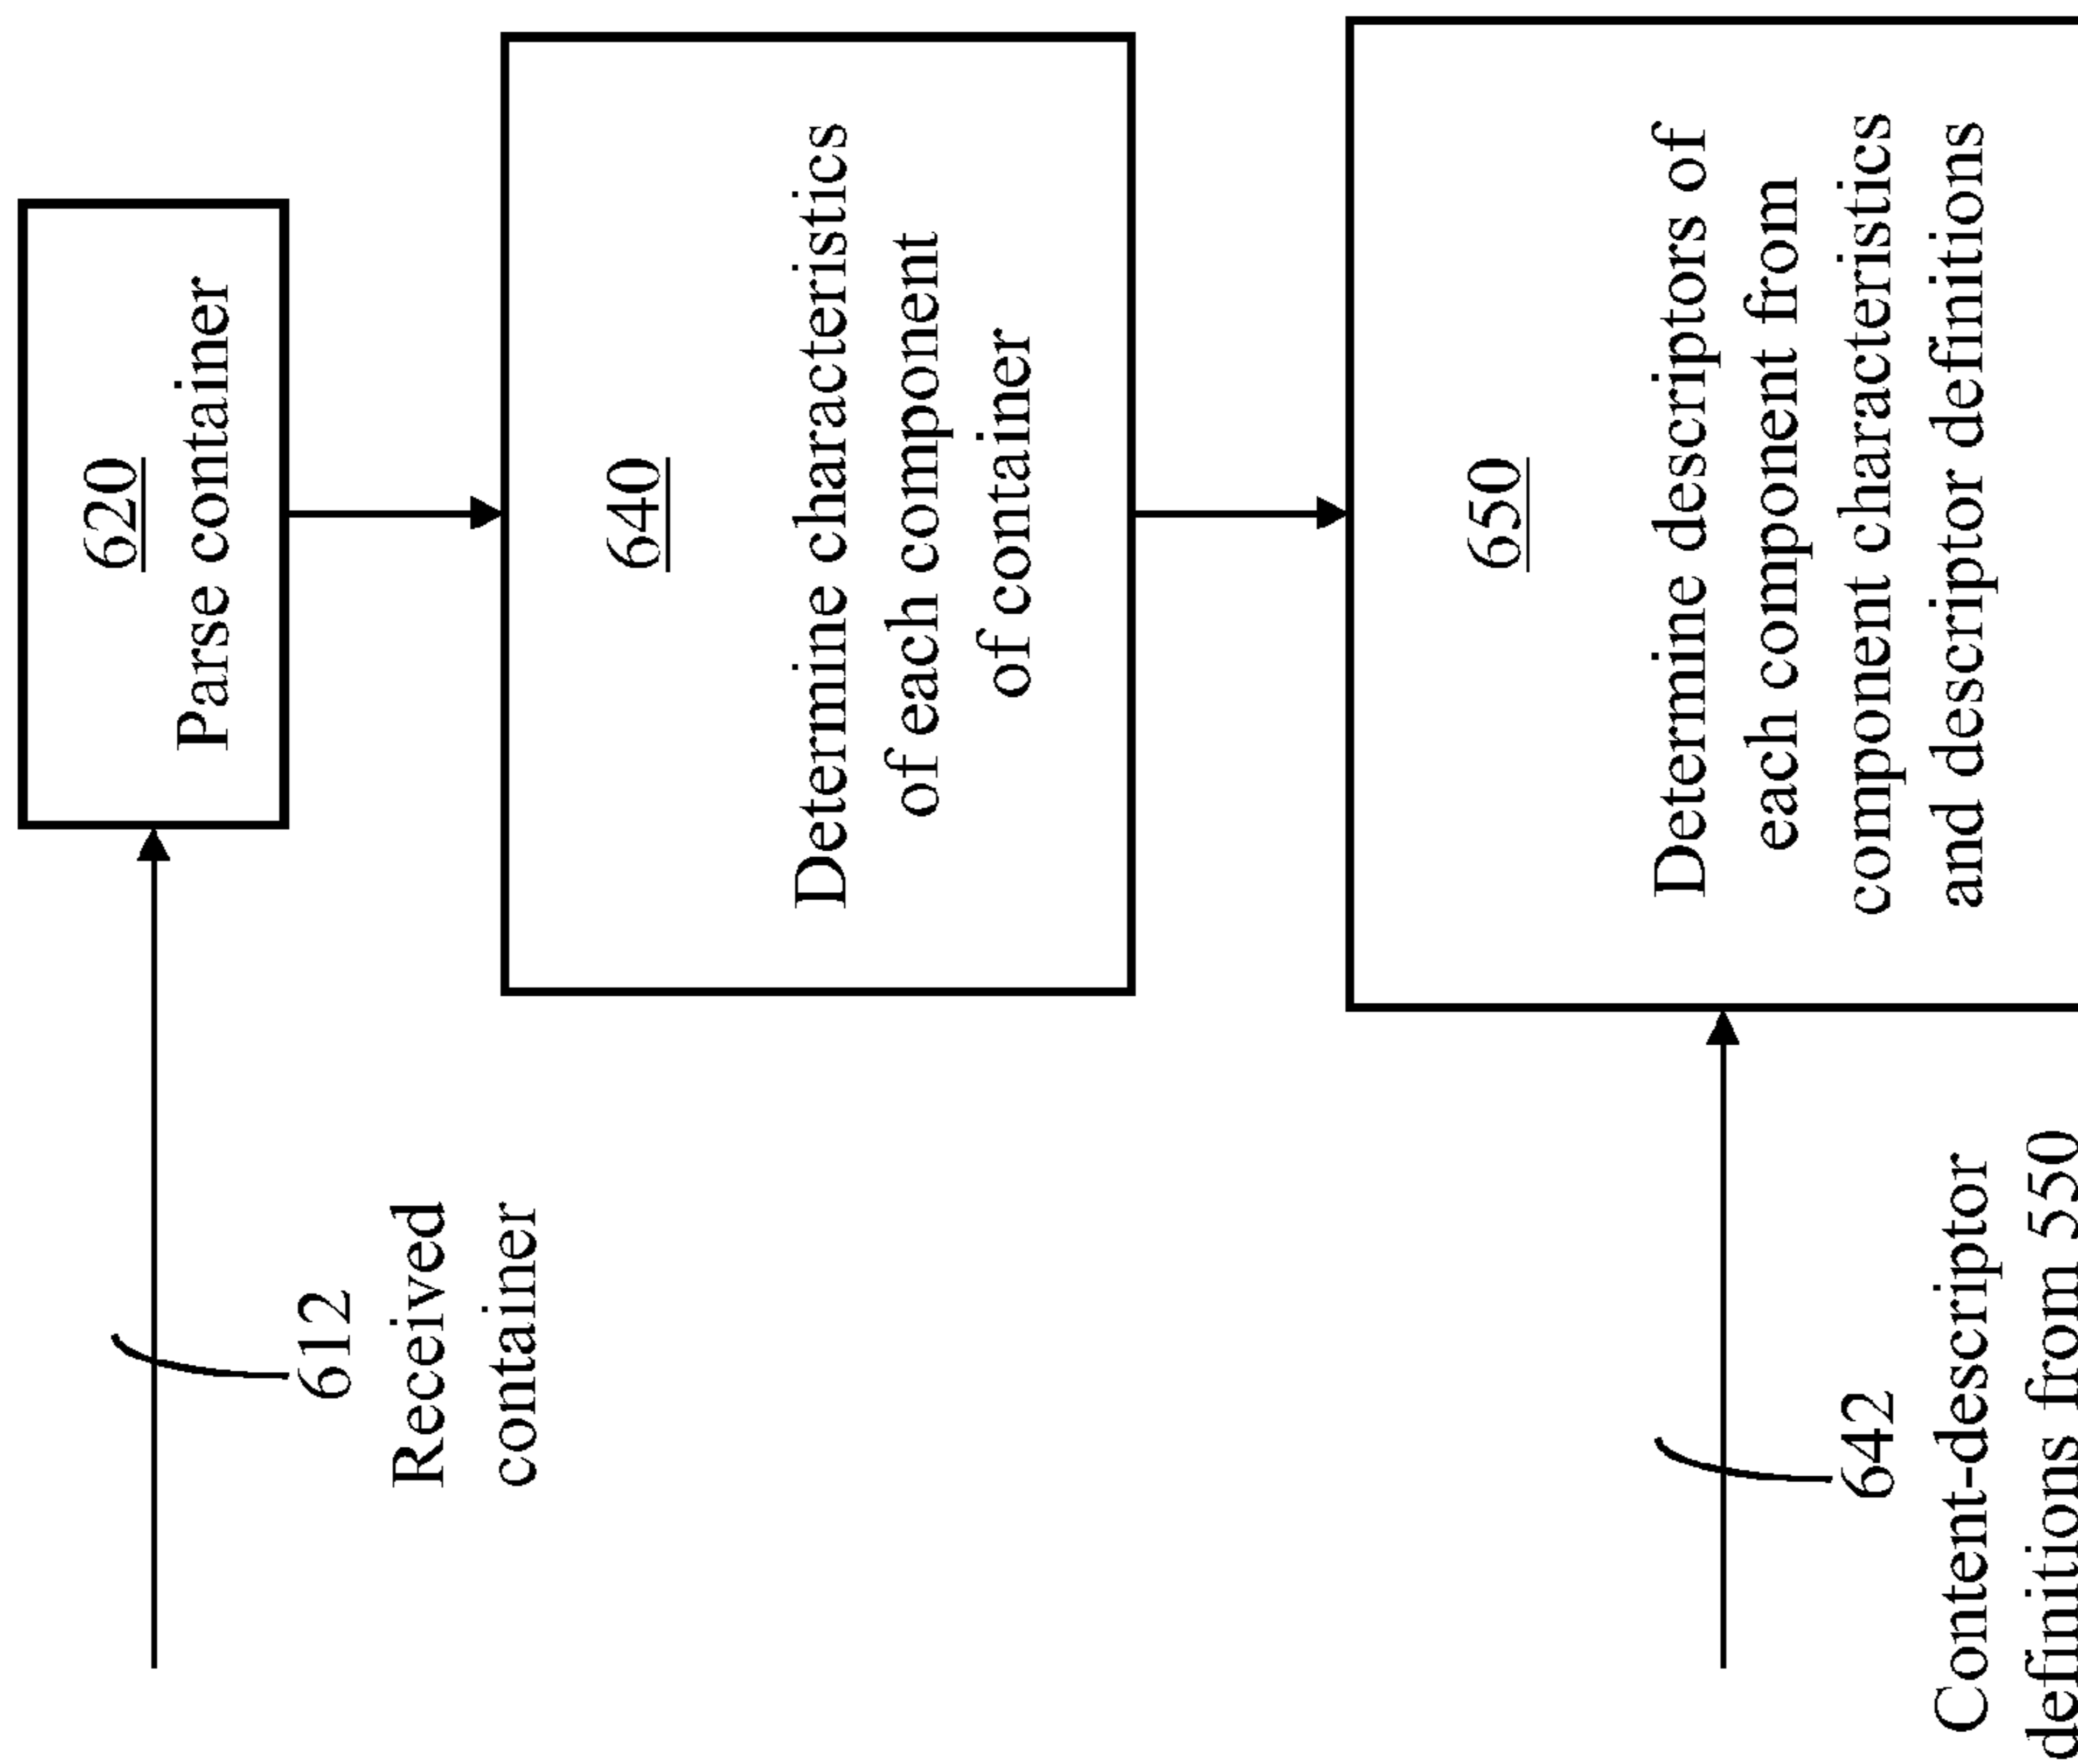 620
Parse container
612
Received
container
640
Determine characteristics
of each component
of container
650
Determine descriptors of
each component from
component characteristics
and descriptor definitions
642
Content-descriptor
definitions from 550